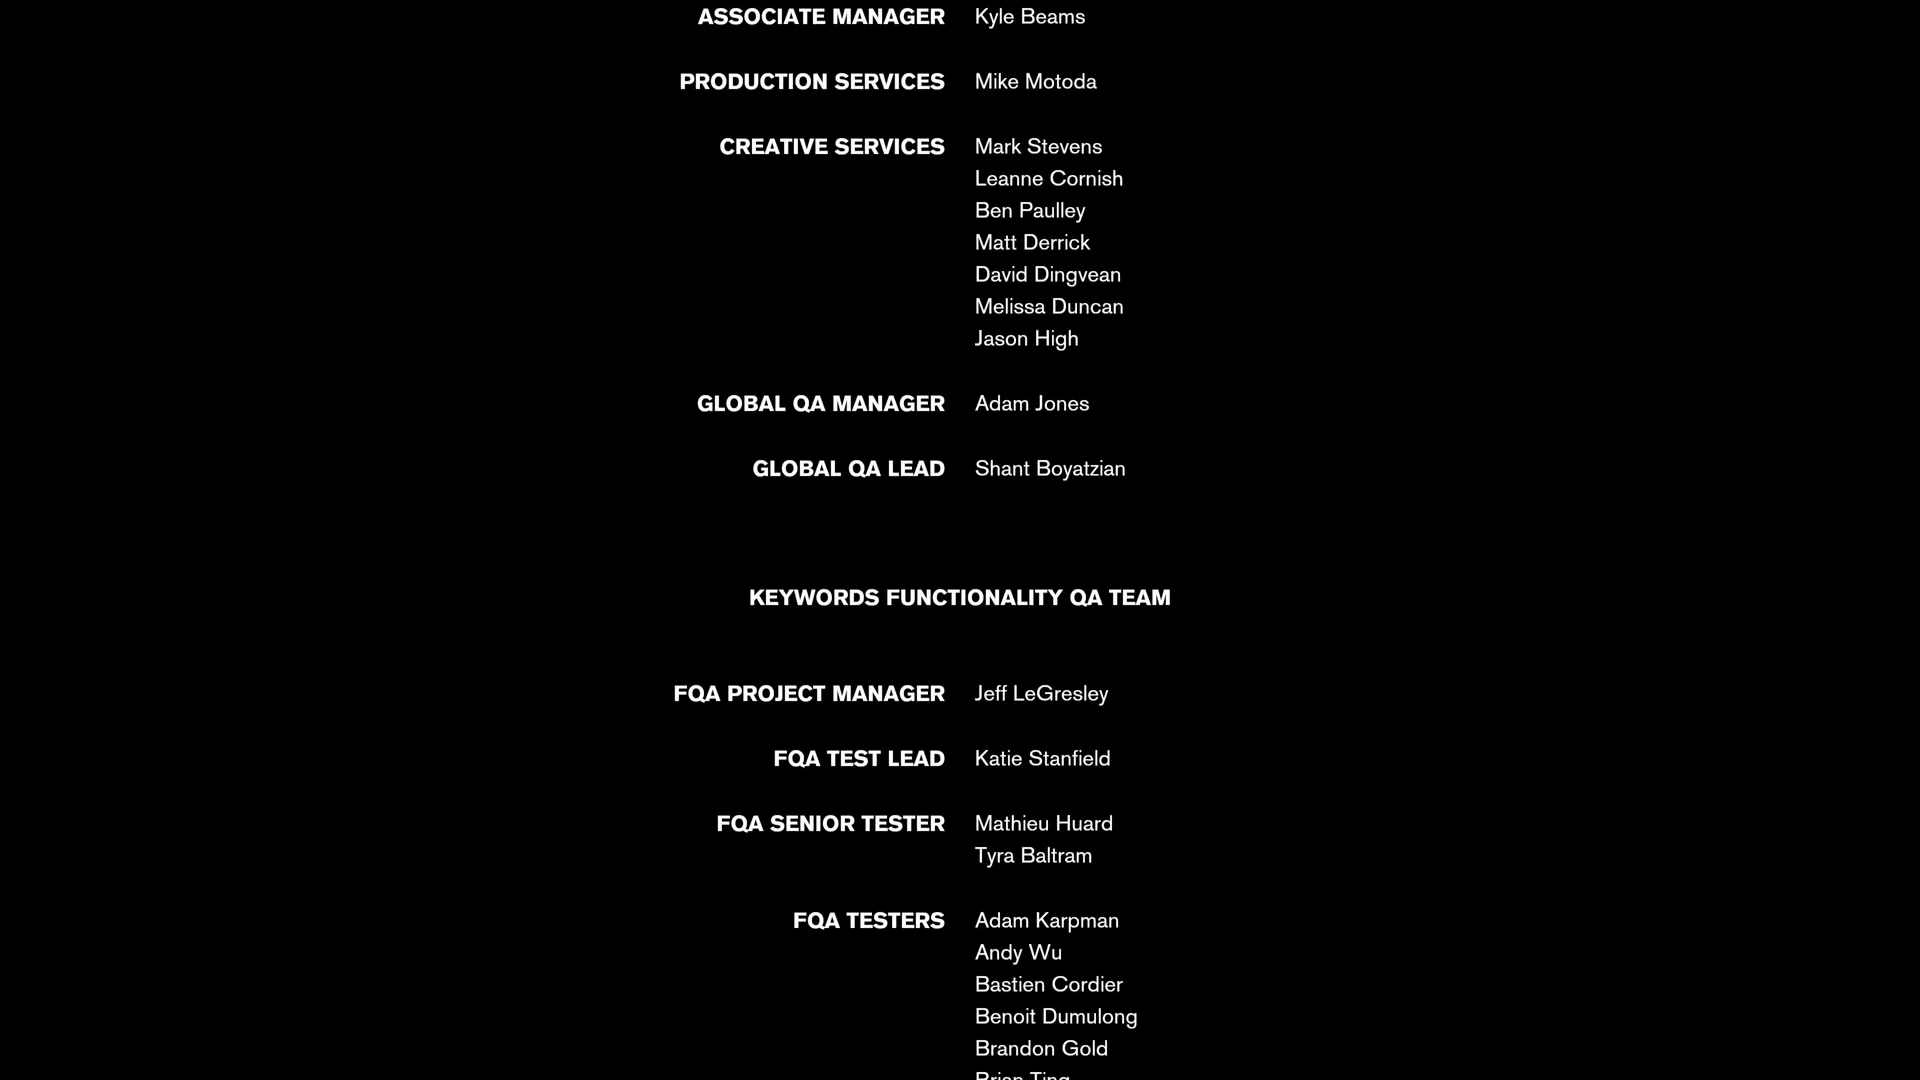 ASSOCIATE MANAGER Kyle Beams
PRODUCTION SERVICES Mike Motoda
CREATIVE SERVICES Mark Stevens
Leanne Cornish
Ben Paulley
Matt Derrick
David Dingvean
Melissa Duncan
Jason High
GLOBAL QA MANAGER Adam Jones
GLOBAL QA LEAD Shant Boyatzian
KEYWORDS FUNCTIONALITY QA TEAM
FQA PROJECT MANAGER Jeff LeGresley
FQA TEST LEAD Katie Stanfield
FQA SENIOR TESTER Mathieu Huard
Tyra Baltram
FQA TESTERS Adam Karpman
Andy Wu
Bastien Cordier
Benoit Dumulong
Brandon Gold
Brian Ting